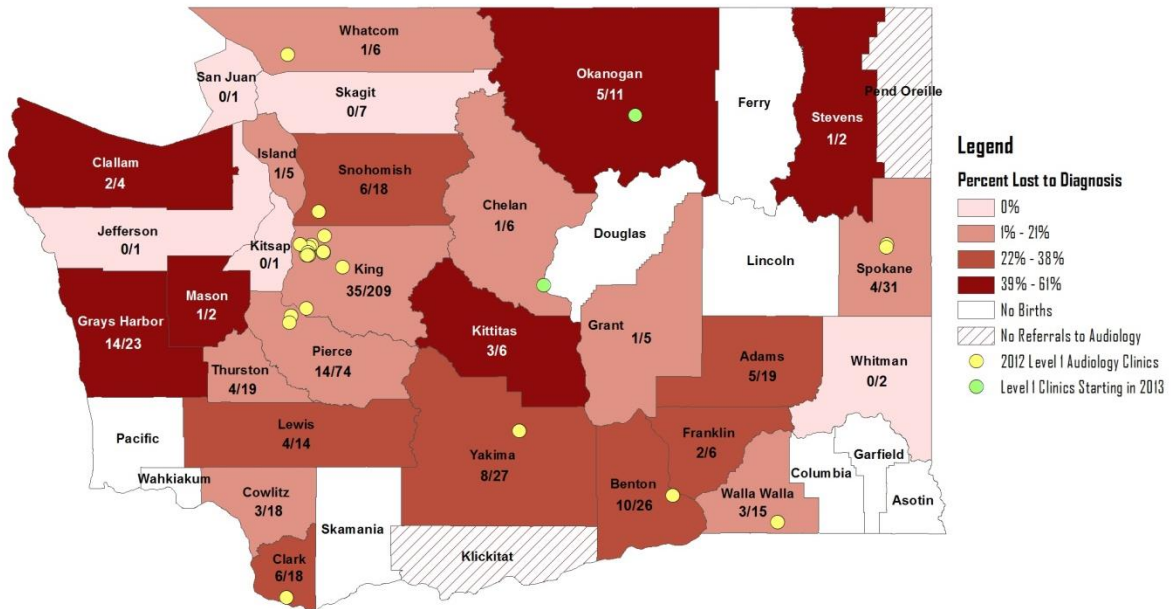 Whatcom
1/6
San Juan
0/1
Skagit
0/7
Okanogan
5/11
Ferry
Stevens
1/2
Pend Oreille
Clallam
2/4
Island
1/5
Snohomish
6/18
Chelan
1/6
Douglas
Jefferson
0/1
Kitsap
0/1
King
35/209
Lincoln
Spokane
4/31
Grays Harbor
14/23
Mason
1/2
Kittitas
3/6
Grant
1/5
Adams
5/19
Whitman
0/2
Thurston
4/19
Pierce
14/74
Pacific
Lewis
4/14
Yakima
8/27
Franklin
2/6
Benton
10/26
Walla Walla
3/15
Columbia
Garfield
Asotin
Wahkiakum
Cowlitz
3/18
Skamania
Klickitat
Clark
6/18
Legend
Percent Lost to Diagnosis
0%
1% - 21%
22% - 38%
39% - 61%
No Births
No Referrals to Audiology
2012 Level 1 Audiology Clinics
Level 1 Clinics Starting in 2013